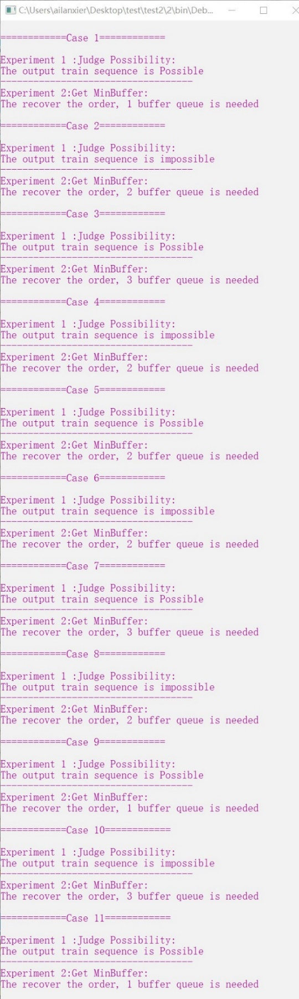 C:\Users\ailanxier\Desktop\test\test2\2\bin\Deb...
============Case 1============
Experiment 1 :Judge Possibility:
The output train sequence is Possible
-----------------------------------
Experiment 2:Get MinBuffer:
The recover the order, 1 buffer queue is needed
============Case 2============
Experiment 1 :Judge Possibility:
The output train sequence is impossible
-----------------------------------
Experiment 2:Get MinBuffer:
The recover the order, 2 buffer queue is needed
============Case 3============
Experiment 1 :Judge Possibility:
The output train sequence is Possible
-----------------------------------
Experiment 2:Get MinBuffer:
The recover the order, 3 buffer queue is needed
============Case 4============
Experiment 1 :Judge Possibility:
The output train sequence is impossible
-----------------------------------
Experiment 2:Get MinBuffer:
The recover the order, 2 buffer queue is needed
============Case 5============
Experiment 1 :Judge Possibility:
The output train sequence is Possible
-----------------------------------
Experiment 2:Get MinBuffer:
The recover the order, 2 buffer queue is needed
============Case 6============
Experiment 1 :Judge Possibility:
The output train sequence is impossible
-----------------------------------
Experiment 2:Get MinBuffer:
The recover the order, 2 buffer queue is needed
============Case 7============
Experiment 1 :Judge Possibility:
The output train sequence is Possible
-----------------------------------
Experiment 2:Get MinBuffer:
The recover the order, 3 buffer queue is needed
============Case 8============
Experiment 1 :Judge Possibility:
The output train sequence is impossible
-----------------------------------
Experiment 2:Get MinBuffer:
The recover the order, 2 buffer queue is needed
============Case 9============
Experiment 1 :Judge Possibility:
The output train sequence is Possible
-----------------------------------
Experiment 2:Get MinBuffer:
The recover the order, 1 buffer queue is needed
============Case 10============
Experiment 1 :Judge Possibility:
The output train sequence is impossible
-----------------------------------
Experiment 2:Get MinBuffer:
The recover the order, 3 buffer queue is needed
============Case 11============
Experiment 1 :Judge Possibility:
The output train sequence is Possible
-----------------------------------
Experiment 2:Get MinBuffer:
The recover the order, 1 buffer queue is needed